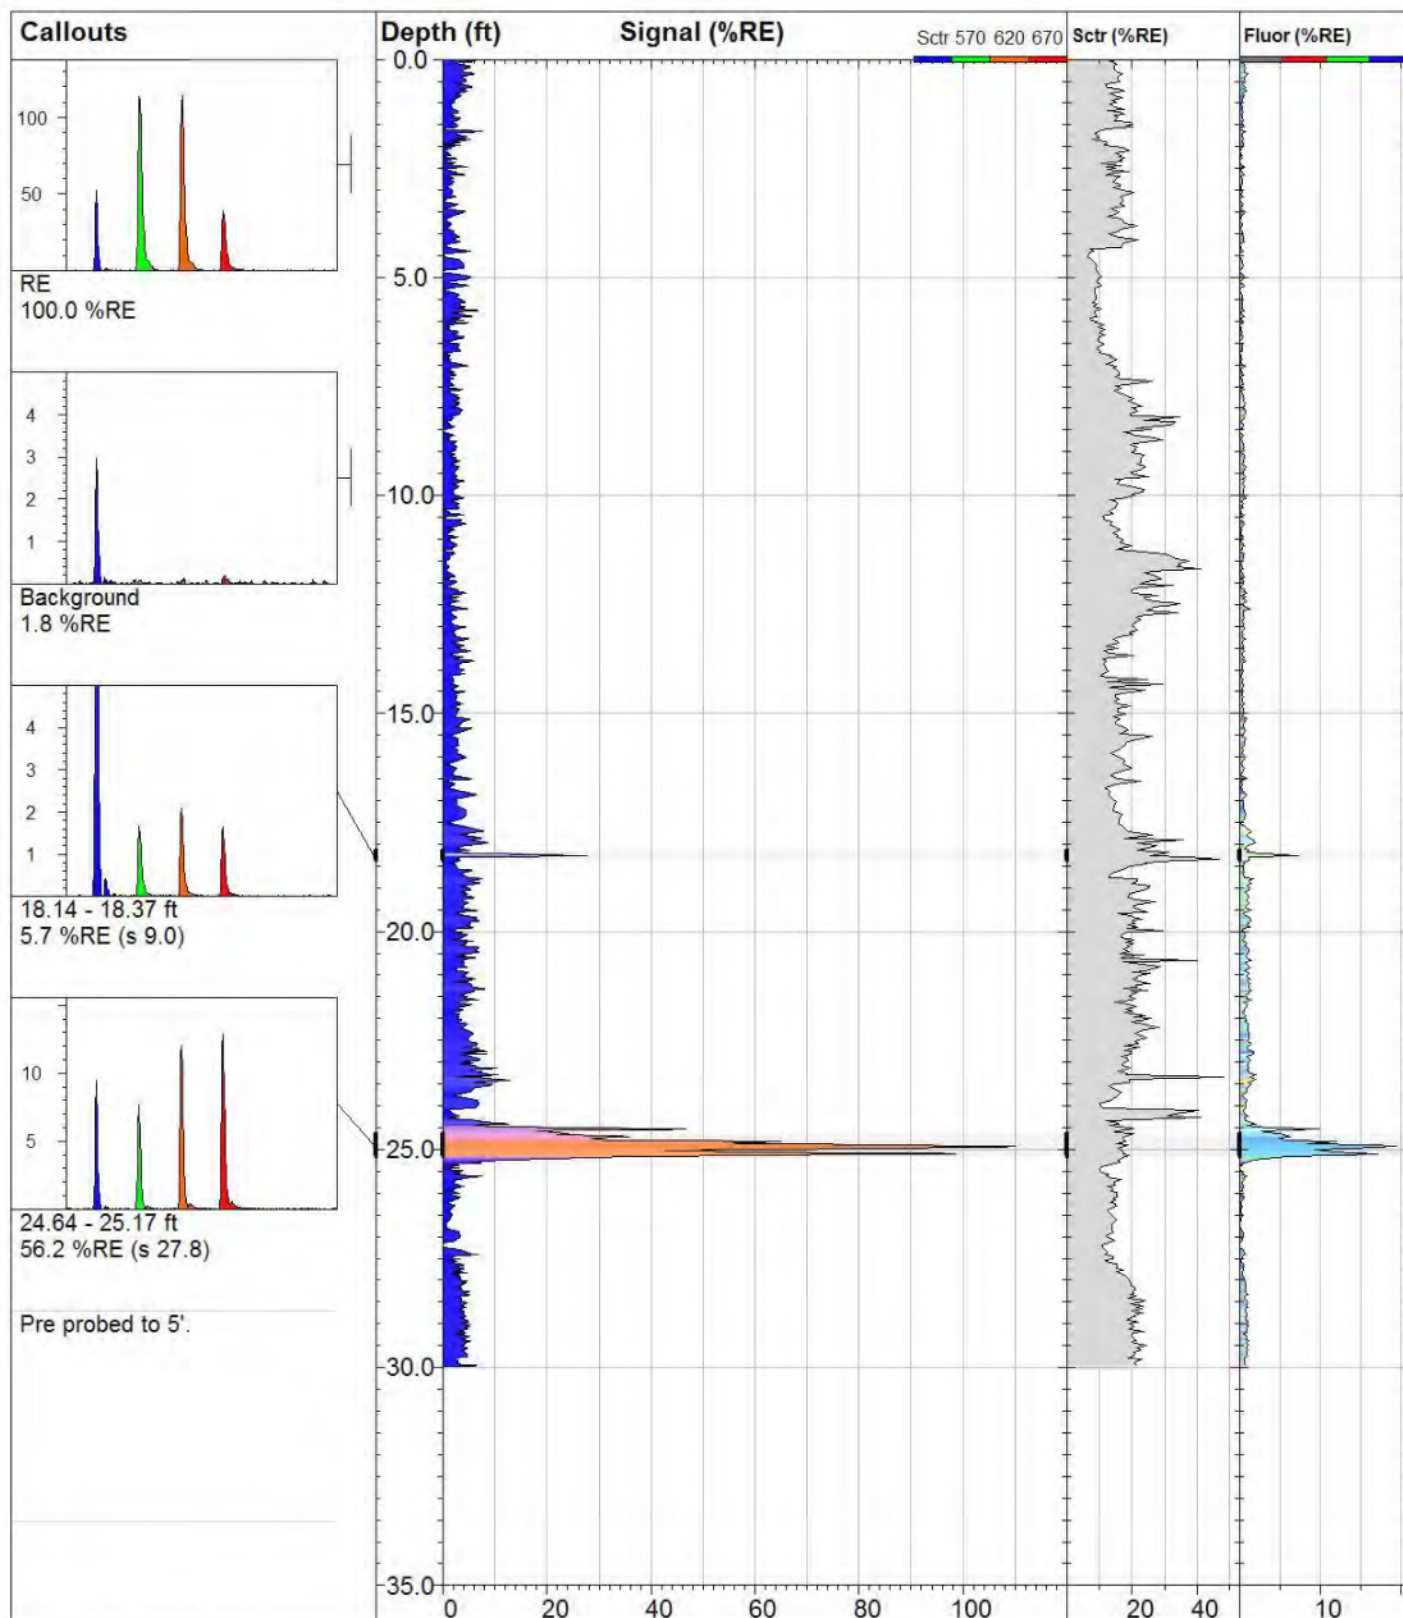 Callouts
Depth (ft)
Signal (%RE)
Sctr 570 620 670
Sctr (%RE)
Fluor (%RE)
100
50
RE
100.0 %RE
4
3
2
1
Background
1.8 %RE
4
3
2
1
18.14 - 18.37 ft
5.7 %RE (s 9.0)
10
5
24.64 - 25.17 ft
56.2 %RE (s 27.8)
Pre probed to 5'.
0.0
5.0
10.0
15.0
20.0
25.0
30.0
35.0
0 20 40 60 80 100
20 40
10